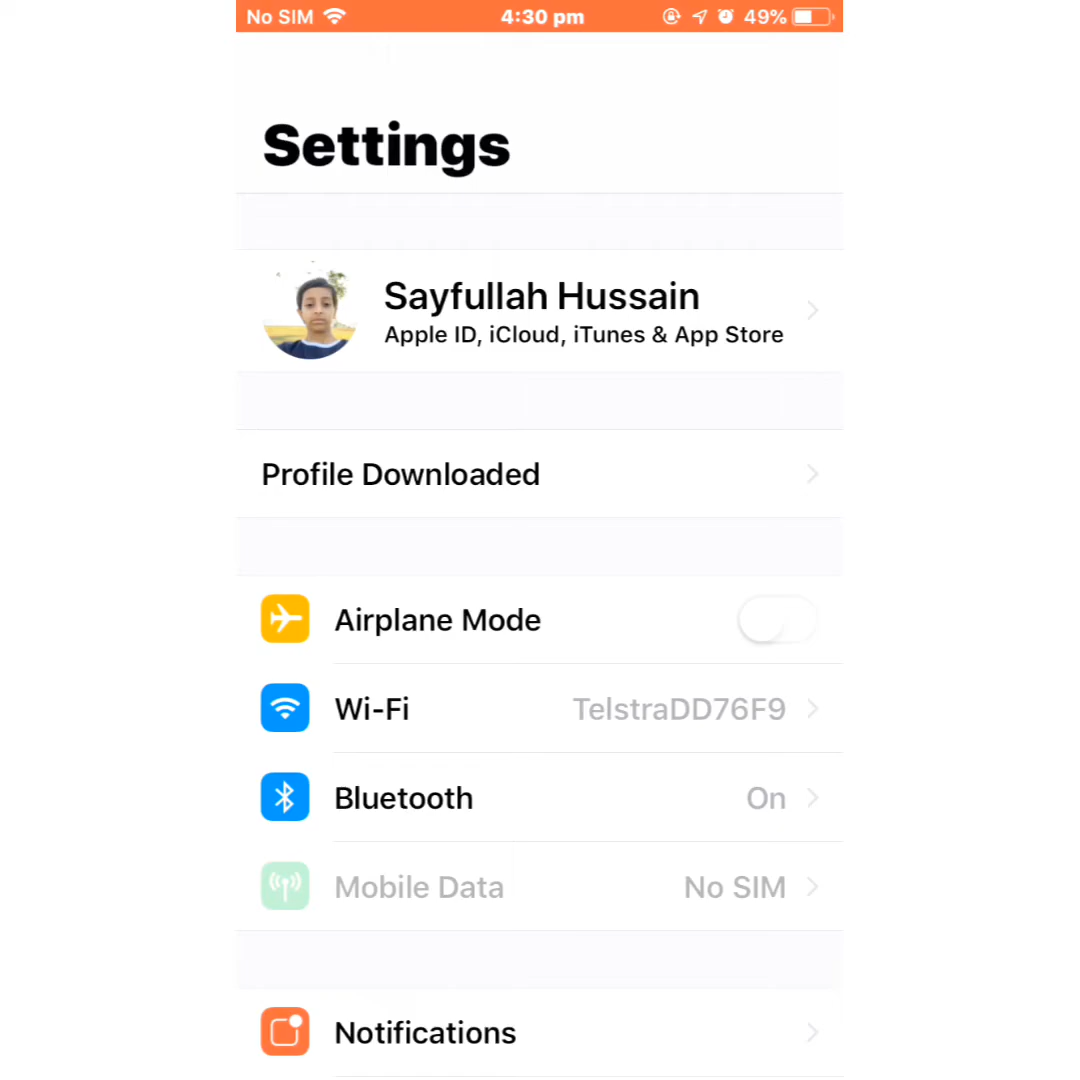 No SIM 4:30 pm 49%
Settings
Sayfullah Hussain
Apple ID, iCloud, iTunes & App Store
Profile Downloaded
Airplane Mode
Wi-Fi TelstraDD76F9
Bluetooth On
Mobile Data No SIM
Notifications